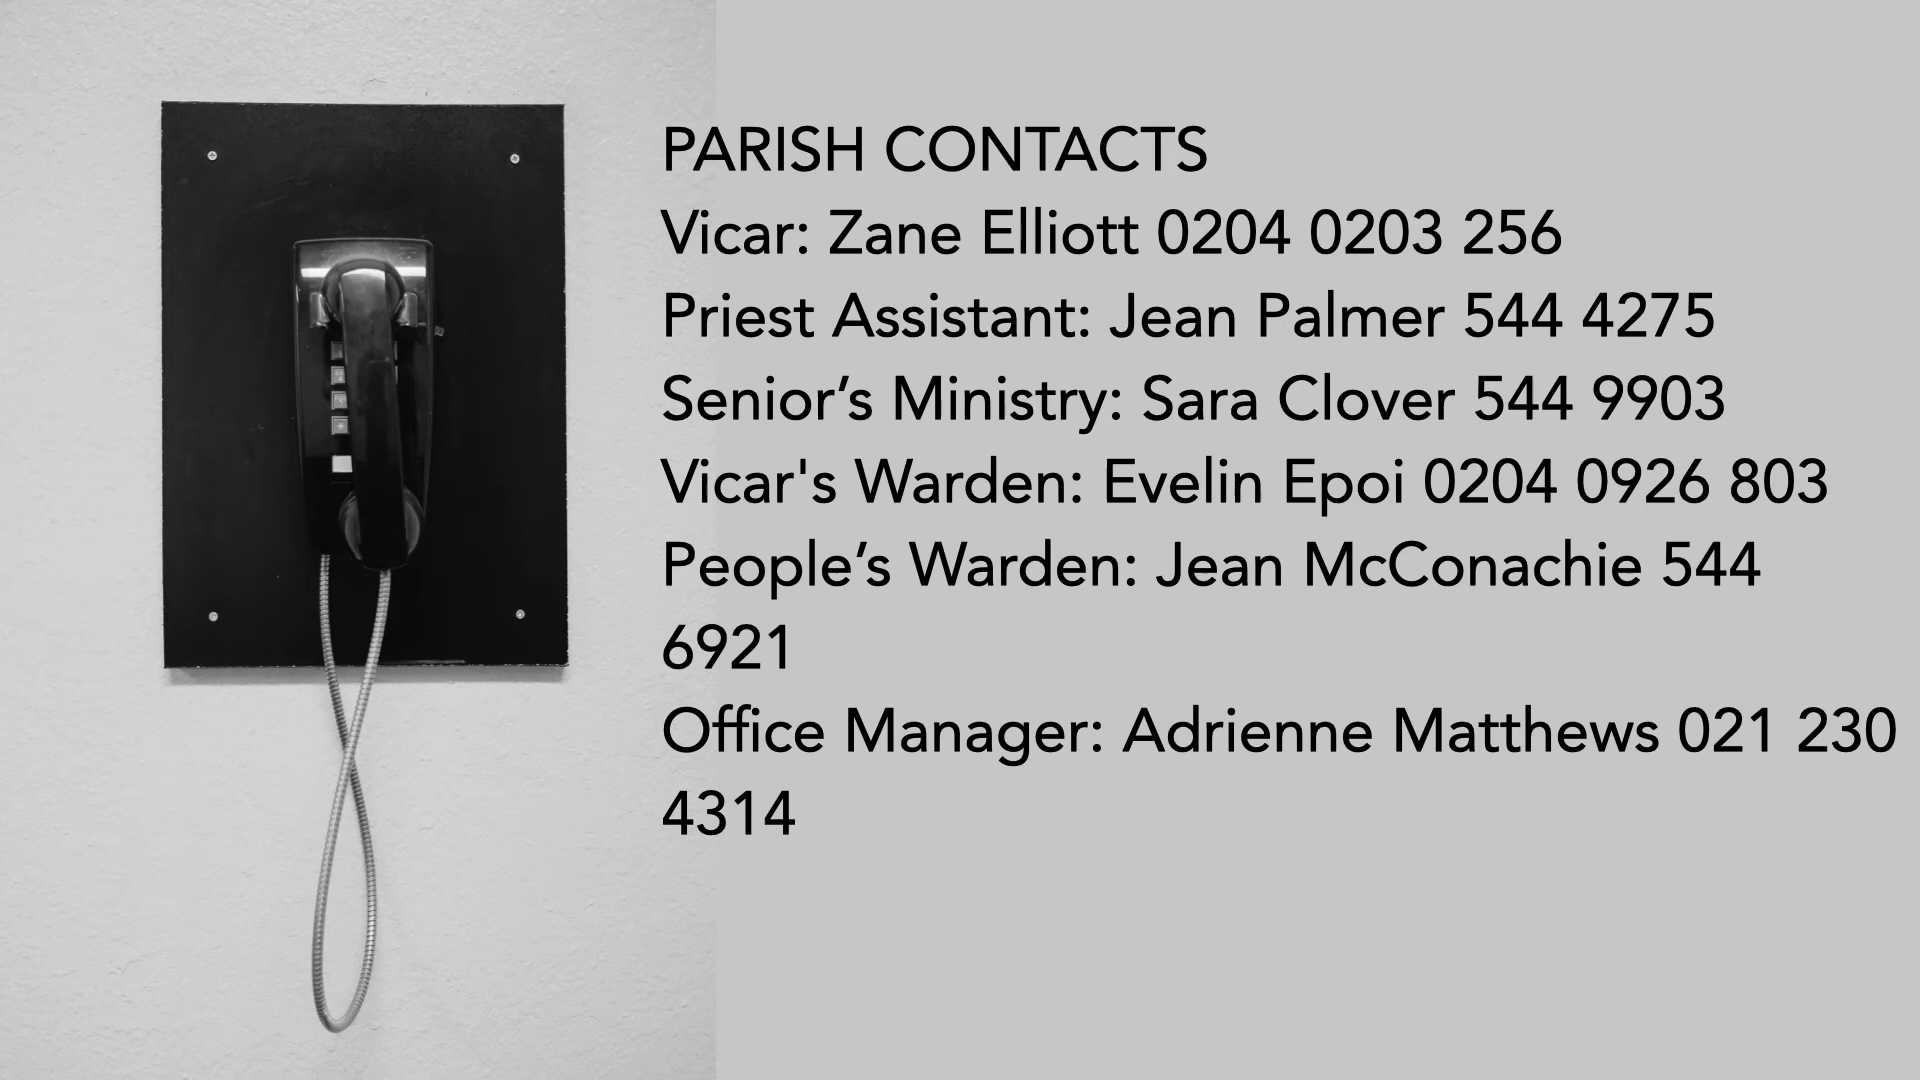 PARISH CONTACTS
Vicar: Zane Elliott 0204 0203 256
Priest Assistant: Jean Palmer 544 4275
Senior’s Ministry: Sara Clover 544 9903
Vicar's Warden: Evelin Epoi 0204 0926 803
People’s Warden: Jean McConachie 544
6921
Office Manager: Adrienne Matthews 021 230
4314